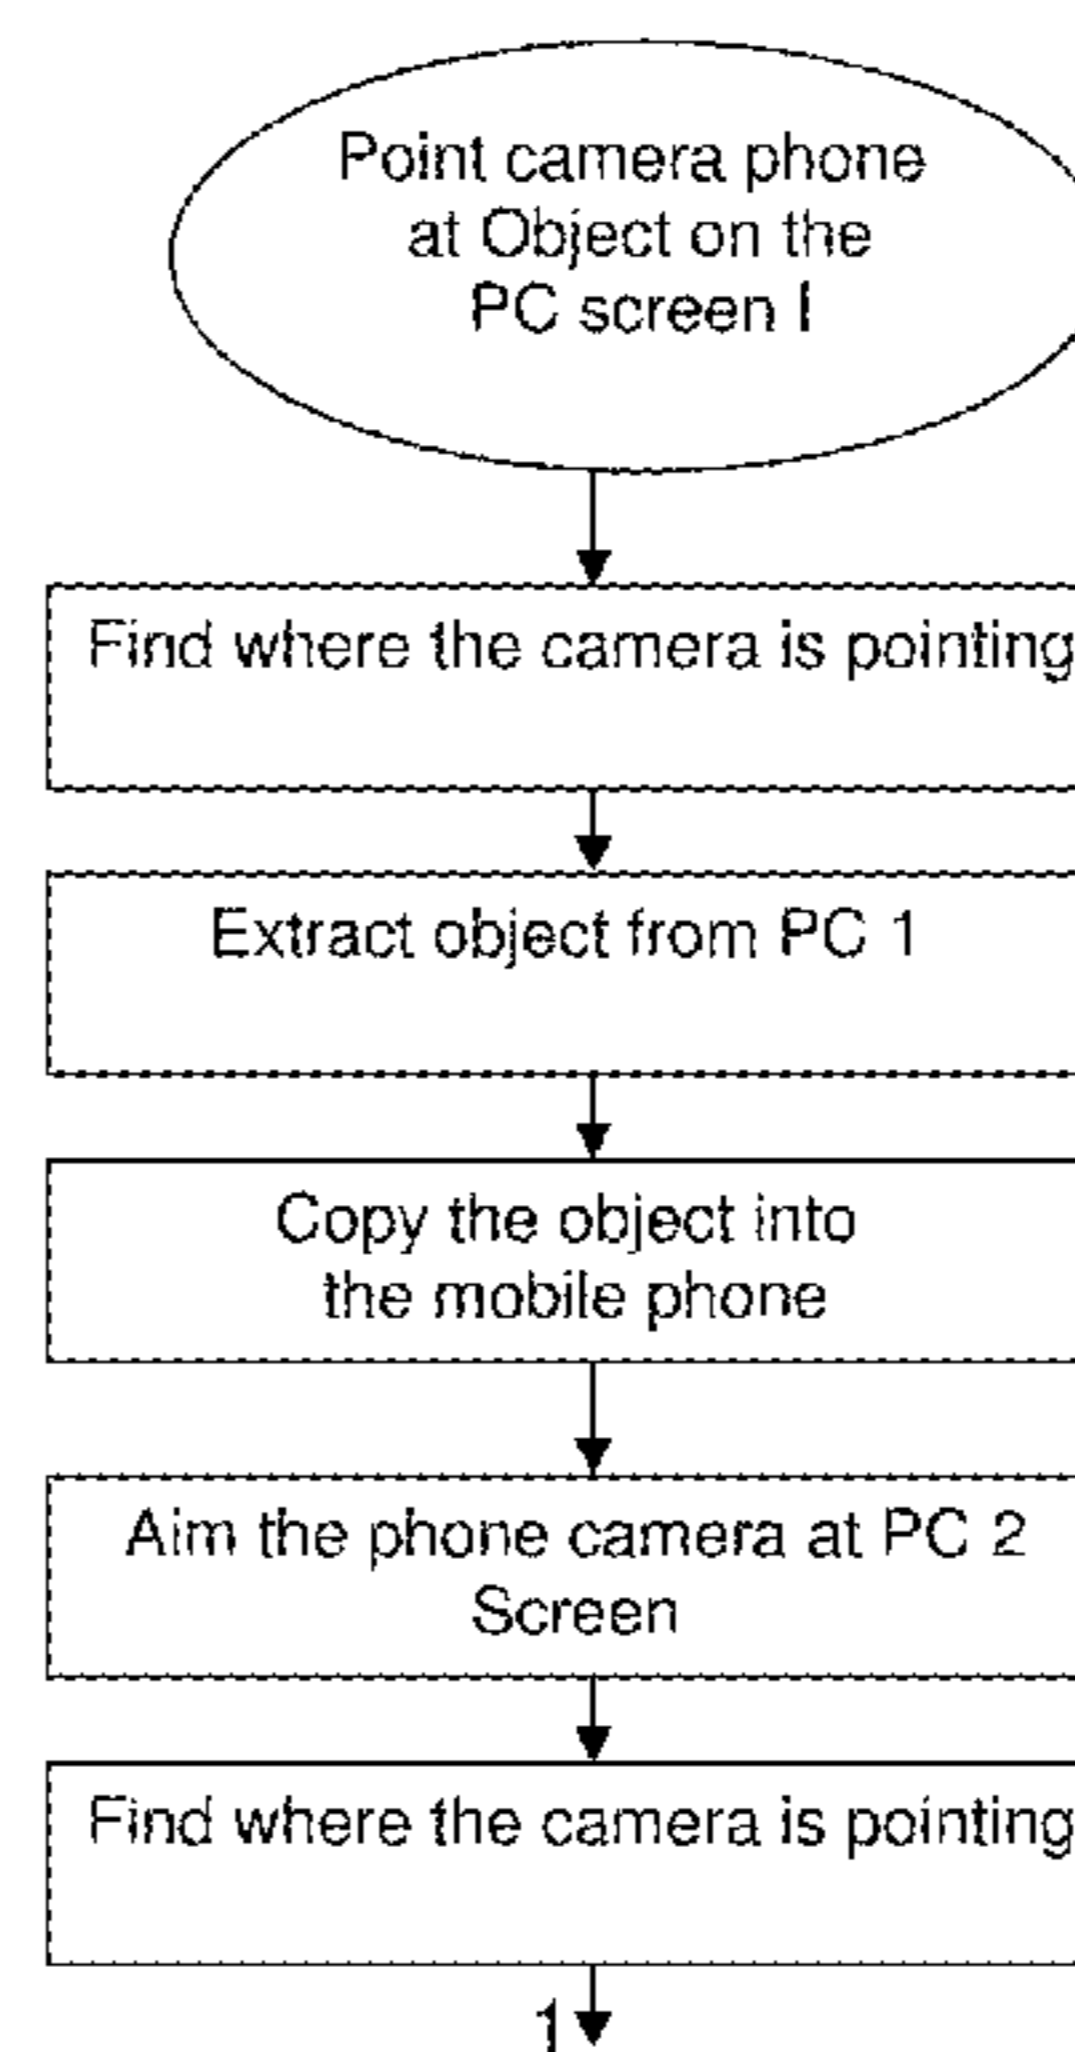 Point camera phone
at Object on the
PC screen I
Find where the camera is pointing
Extract object from PC 1
Copy the object into
the mobile phone
Aim the phone camera at PC 2
Screen
Find where the camera is pointing
1